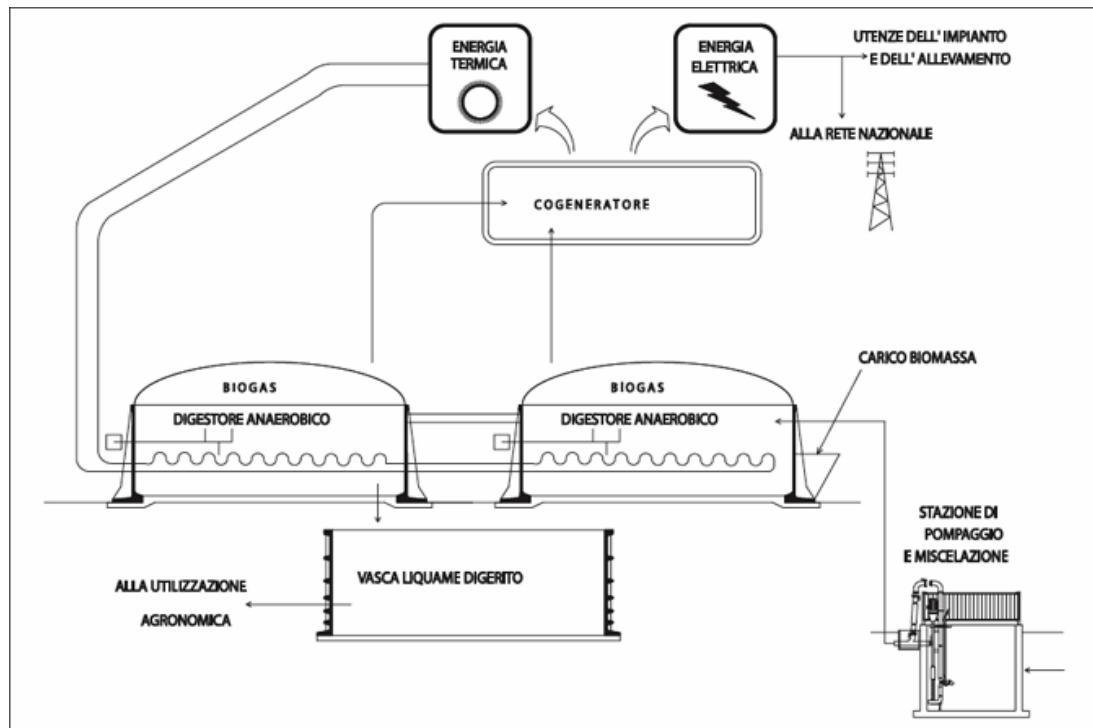 ENERGIA
TERMICA
ENERGIA
ELETTRICA
UTENZE DELL' IMPIANTO
E DELL' ALLEVAMENTO
ALLA RETE NAZIONALE
COGENERATORE
CARICO BIOMASSA
BIOGAS
DIGESTORE ANAEROBICO
BIOGAS
DIGESTORE ANAEROBICO
STAZIONE DI
POMPAGGIO
E MISCELAZIONE
VASCA LIQUAME DIGERITO
ALLA UTILIZZAZIONE
AGRONOMICA